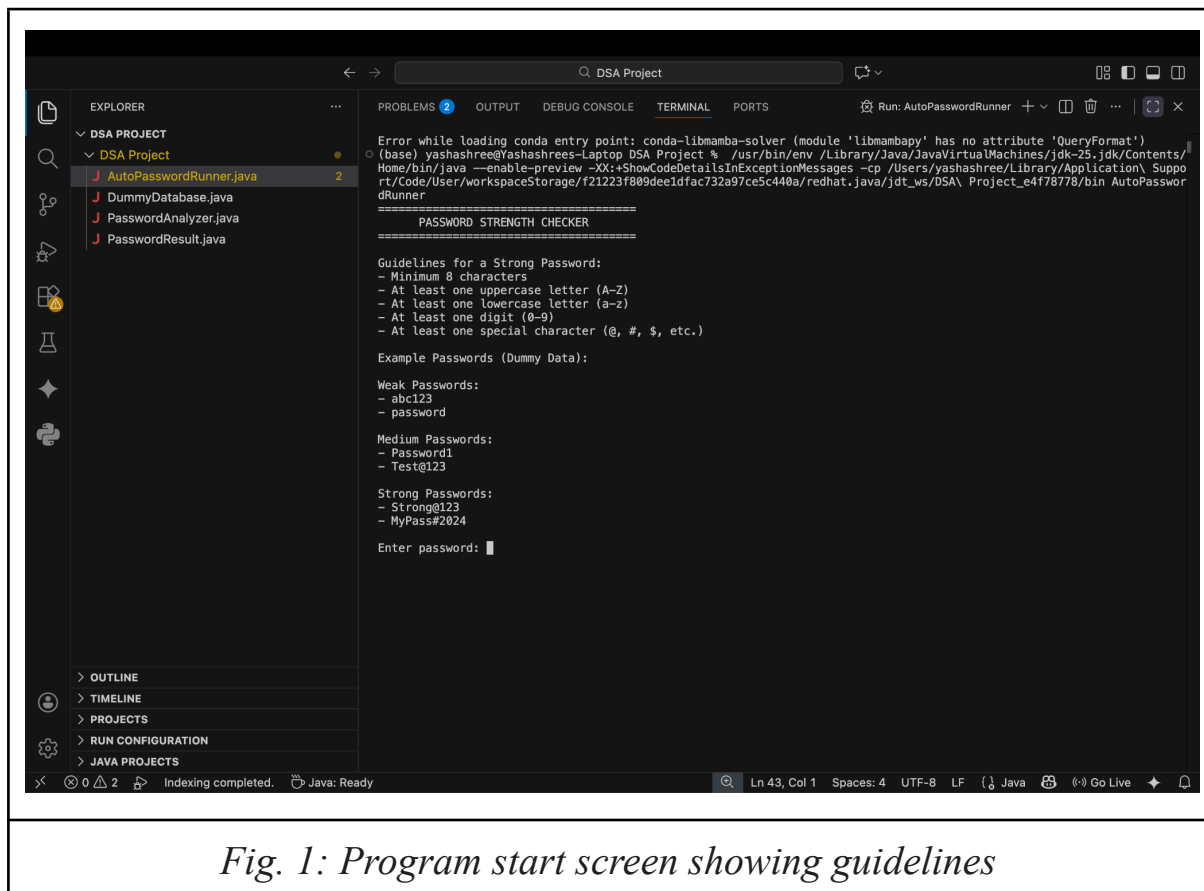 DSA Project
EXPLORER
PROBLEMS 2 OUTPUT DEBUG CONSOLE TERMINAL PORTS Run: AutoPasswordRunner
DSA PROJECT
DSA Project
AutoPasswordRunner.java 2
DummyDatabase.java
PasswordAnalyzer.java
PasswordResult.java
OUTLINE
TIMELINE
PROJECTS
RUN CONFIGURATION
JAVA PROJECTS
Error while loading conda entry point: conda-libmamba-solver (module 'libmambapy' has no attribute 'QueryFormat')
(base) yashashree@Yashashrees-Laptop DSA Project % /usr/bin/env /Library/Java/JavaVirtualMachines/jdk-25.jdk/Contents/
Home/bin/java --enable-preview -XX:+ShowCodeDetailsInExceptionMessages -cp /Users/yashashree/Library/Application\ Suppo
rt/Code/User/workspaceStorage/f21223f809dee1dfac732a97ce5c440a/redhat.java/jdt_ws/DSA\ Project_e4f78778/bin AutoPasswor
dRunner
======================================
PASSWORD STRENGTH CHECKER
======================================
Guidelines for a Strong Password:
- Minimum 8 characters
- At least one uppercase letter (A-Z)
- At least one lowercase letter (a-z)
- At least one digit (0-9)
- At least one special character (@, #, $, etc.)
Example Passwords (Dummy Data):
Weak Passwords:
- abc123
- password
Medium Passwords:
- Password1
- Test@123
Strong Passwords:
- Strong@123
- MyPass#2024
Enter password:
0 2 Indexing completed. Java: Ready Ln 43, Col 1 Spaces: 4 UTF-8 LF {} Java Go Live
Fig. 1: Program start screen showing guidelines